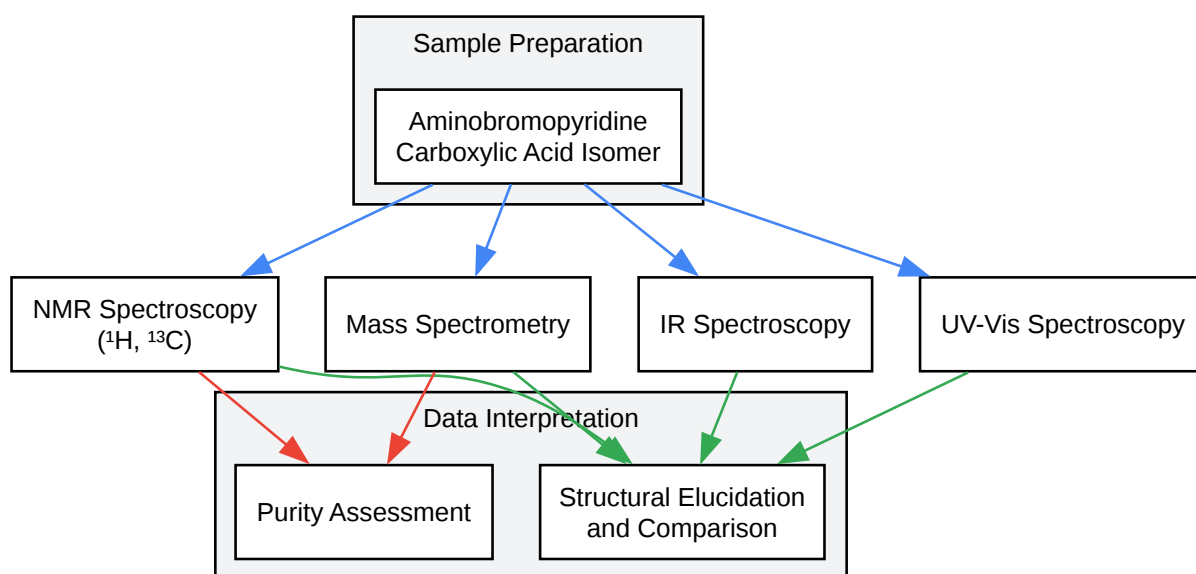 Sample Preparation
Aminobromopyridine
Carboxylic Acid Isomer
NMR Spectroscopy
(¹H, ¹³C)
Mass Spectrometry
IR Spectroscopy
UV-Vis Spectroscopy
Data Interpretation
Purity Assessment
Structural Elucidation
and Comparison